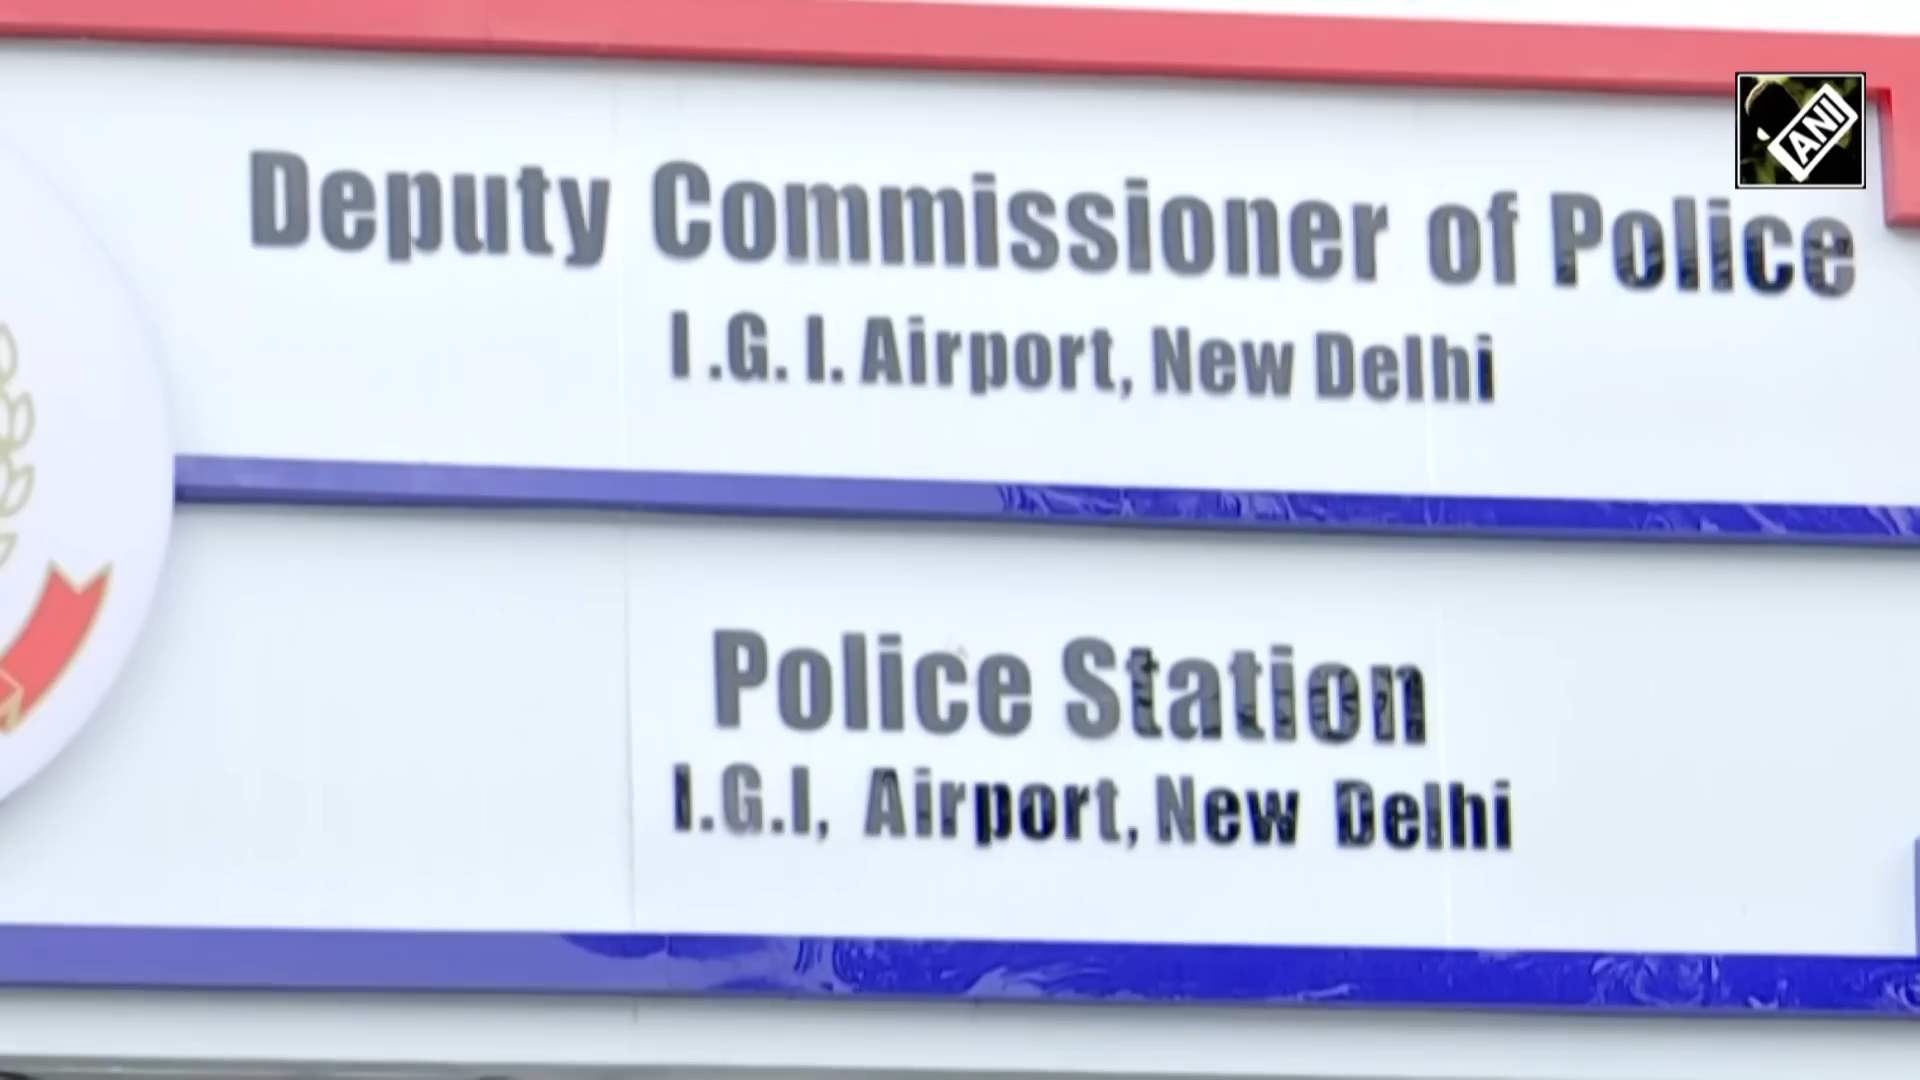 ANI
Deputy Commissioner of Police
I .G. I. Airport, New Delhi
Police Station
I.G.I, Airport, New Delhi